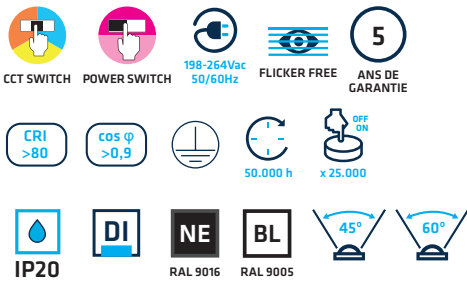 CCT SWITCH
POWER SWITCH
198-264Vac
50/60Hz
FLICKER FREE
5
ANS DE
GARANTIE
CRI
>80
cos φ
>0,9
50.000 h
OFF
ON
x 25.000
IP20
DI
NE
RAL 9016
BL
RAL 9005
45°
60°